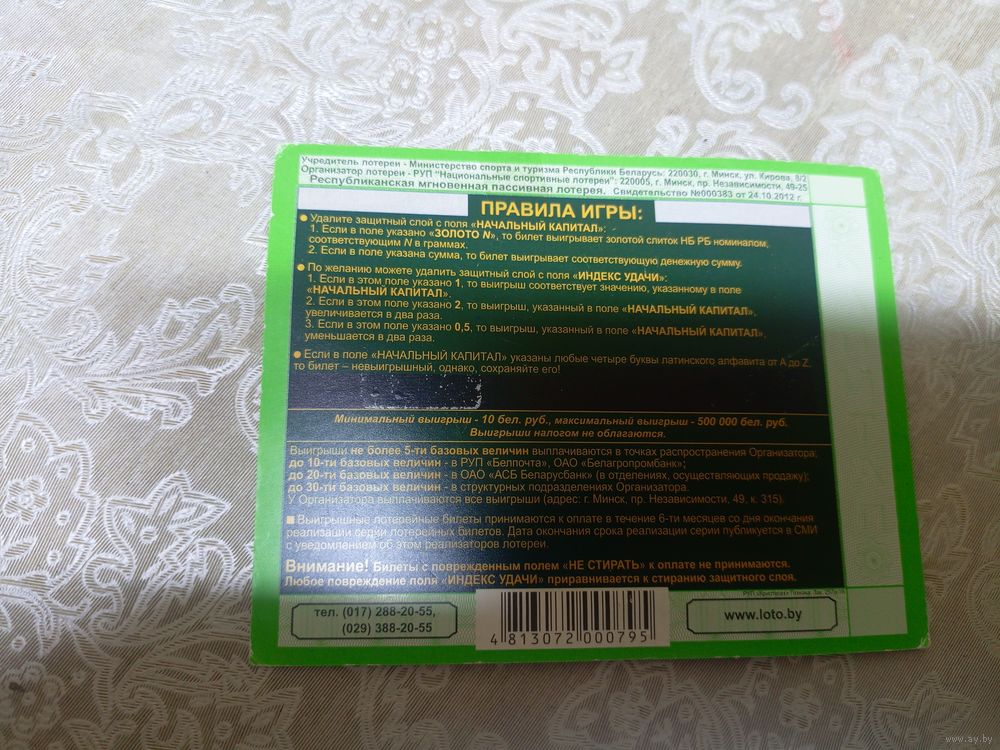 Учредитель лотереи - Министерство спорта и туризма Республики Беларусь: 220030, г. Минск, ул. Кирова, 8/2
Организатор лотереи - РУП "Национальные спортивные лотереи": 220005, г. Минск, пр. Независимости, 49-25
Республиканская мгновенная пассивная лотерея. Свидетельство №000383 от 24.10.2012 г.
ПРАВИЛА ИГРЫ:
● Удалите защитный слой с поля «НАЧАЛЬНЫЙ КАПИТАЛ»:
1. Если в поле указано «ЗОЛОТО N», то билет выигрывает золотой слиток НБ РБ номиналом,
соответствующим N в граммах.
2. Если в поле указана сумма, то билет выигрывает соответствующую денежную сумму.
● По желанию можете удалить защитный слой с поля «ИНДЕКС УДАЧИ»:
1. Если в этом поле указано 1, то выигрыш соответствует значению, указанному в поле
«НАЧАЛЬНЫЙ КАПИТАЛ».
2. Если в этом поле указано 2, то выигрыш, указанный в поле «НАЧАЛЬНЫЙ КАПИТАЛ»,
увеличивается в два раза.
3. Если в этом поле указано 0,5, то выигрыш, указанный в поле «НАЧАЛЬНЫЙ КАПИТАЛ»,
уменьшается в два раза.
● Если в поле «НАЧАЛЬНЫЙ КАПИТАЛ» указаны любые четыре буквы латинского алфавита от A до Z,
то билет – невыигрышный, однако, сохраняйте его!
Минимальный выигрыш - 10 бел. руб., максимальный выигрыш - 500 000 бел. руб.
Выигрыши налогом не облагаются.
Выигрыши не более 5-ти базовых величин выплачиваются в точках распространения Организатора;
до 10-ти базовых величин - в РУП «Белпочта», ОАО «Белагропромбанк»;
до 20-ти базовых величин - в ОАО «АСБ Беларусбанк» (в отделениях, осуществляющих продажу);
до 30-ти базовых величин - в структурных подразделениях Организатора.
У Организатора выплачиваются все выигрыши (адрес: г. Минск, пр. Независимости, 49, к. 315).
■ Выигрышные лотерейные билеты принимаются к оплате в течение 6-ти месяцев со дня окончания
реализации серии лотерейных билетов. Дата окончания срока реализации серии публикуется в СМИ
с уведомлением об этом реализаторов лотереи.
Внимание! Билеты с поврежденным полем «НЕ СТИРАТЬ» к оплате не принимаются.
Любое повреждение поля «ИНДЕКС УДАЧИ» приравнивается к стиранию защитного слоя.
тел. (017) 288-20-55,
(029) 388-20-55
4 813072 000795
www.loto.by
www.ay.by